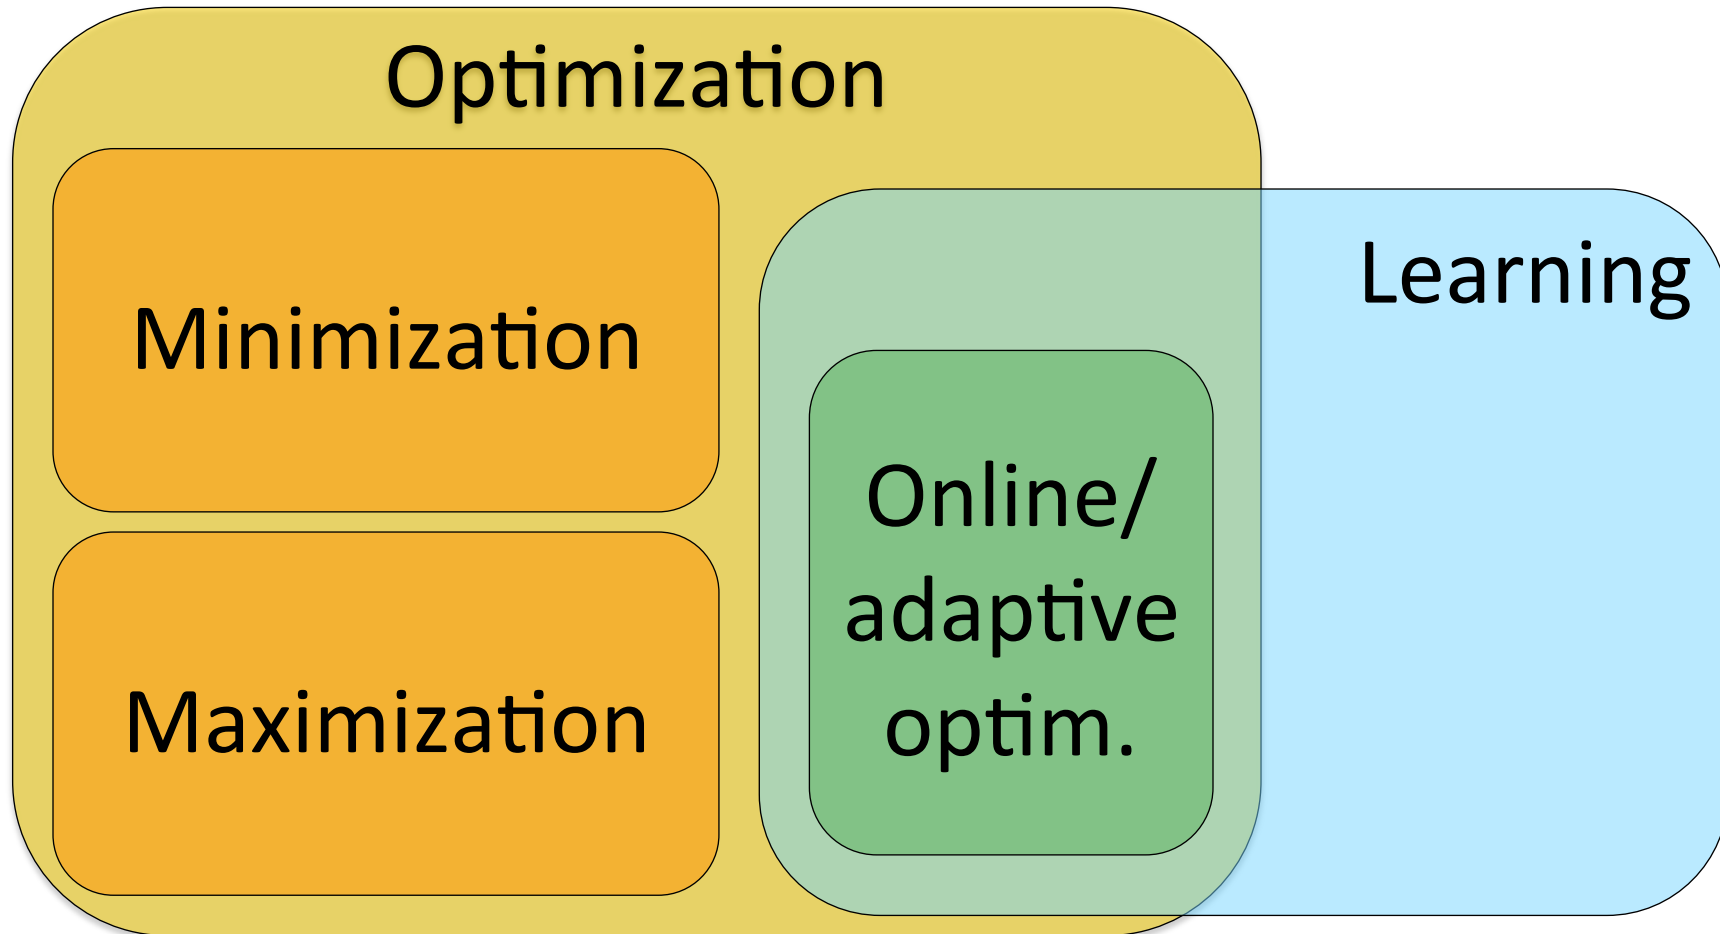 Optimization
Learning
Minimization
Online/
adaptive
optim.
Maximization